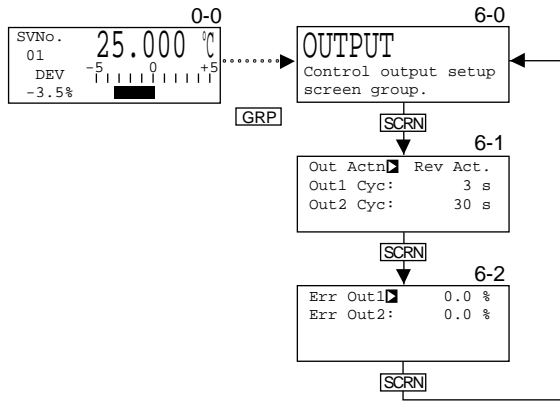 0-0
SVNo.
01
25.000 ℃
DEV
-3.5%
-5 0 +5
GRP
6-0
OUTPUT
Control output setup
screen group.
SCRN
6-1
Out Actn Rev Act.
Out1 Cyc: 3 s
Out2 Cyc: 30 s
SCRN
6-2
Err Out1 0.0 %
Err Out2: 0.0 %
SCRN